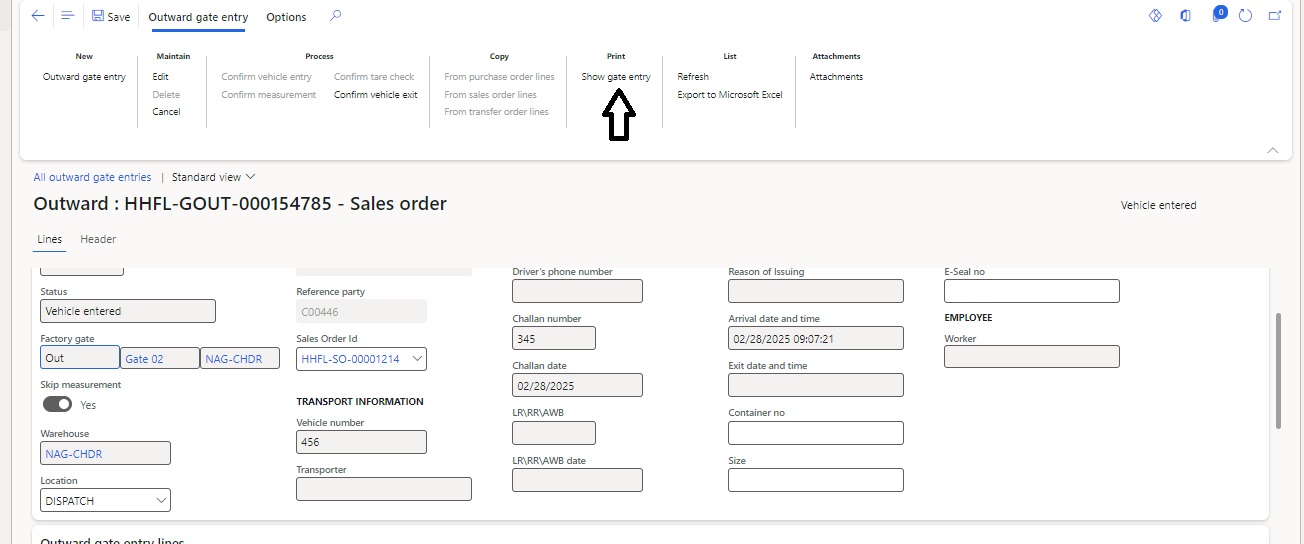 Save Outward gate entry Options 0
New Maintain Process Copy Print List Attachments
Outward gate entry Edit Confirm vehicle entry Confirm tare check From purchase order lines Show gate entry Refresh Attachments
Delete Confirm measurement Confirm vehicle exit From sales order lines Export to Microsoft Excel
Cancel From transfer order lines
All outward gate entries | Standard view
Outward : HHFL-GOUT-000154785 - Sales order Vehicle entered
Lines Header
Driver's phone number Reason of Issuing E-Seal no
Status Reference party
Vehicle entered C00446
Challan number Arrival date and time EMPLOYEE
Factory gate Sales Order Id 345 02/28/2025 09:07:21 Worker
Out Gate 02 NAG-CHDR HHFL-SO-00001214
Challan date Exit date and time
Skip measurement 02/28/2025
Yes TRANSPORT INFORMATION
LR\RR\AWB Container no
Warehouse Vehicle number
NAG-CHDR 456
LR\RR\AWB date Size
Location Transporter
DISPATCH
Outward gate entry lines